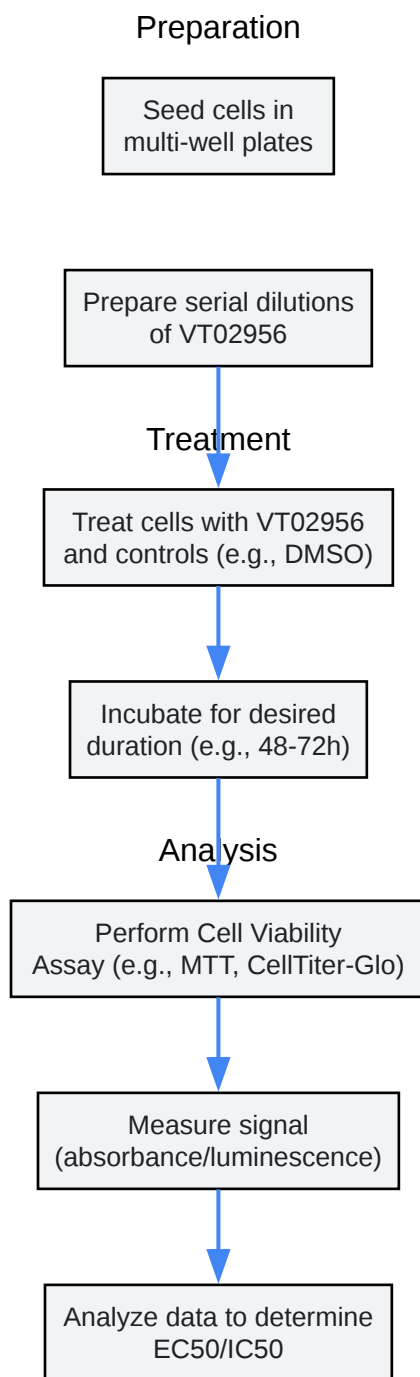 Preparation
Seed cells in
multi-well plates
Prepare serial dilutions
of VT02956
Treatment
Treat cells with VT02956
and controls (e.g., DMSO)
Incubate for desired
duration (e.g., 48-72h)
Analysis
Perform Cell Viability
Assay (e.g., MTT, CellTiter-Glo)
Measure signal
(absorbance/luminescence)
Analyze data to determine
EC50/IC50